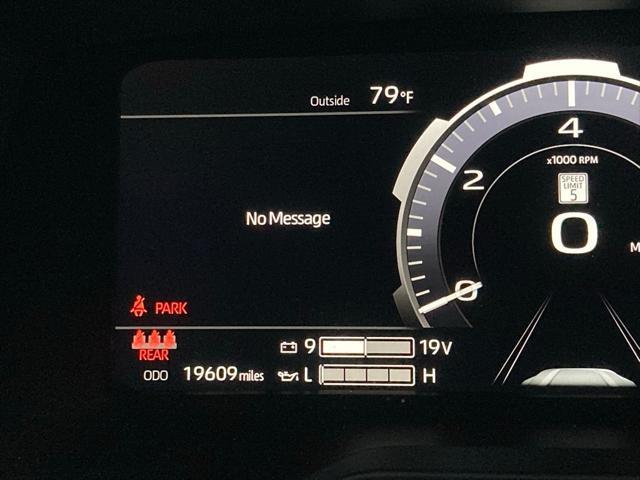 Outside 79°F
4
x1000 RPM
2
SPEED
LIMIT
5
No Message
0
M
0
PARK
REAR
9 19V
ODO 19609 miles
L H